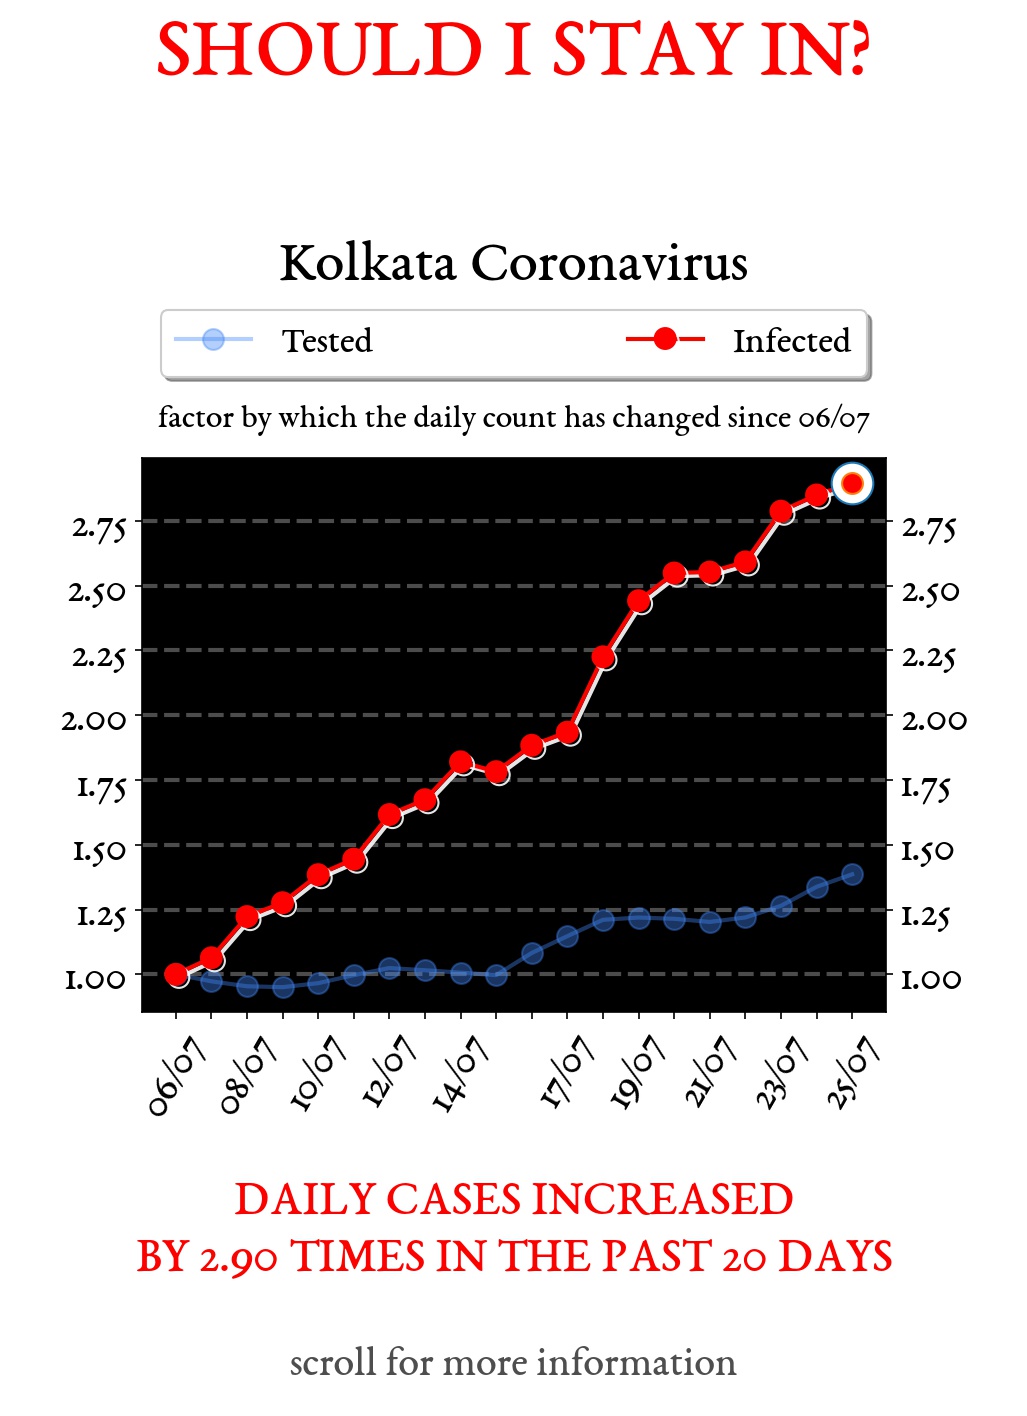 SHOULD I STAY IN?
Kolkata Coronavirus
Tested Infected
factor by which the daily count has changed since 06/07
2.75 2.75
2.50 2.50
2.25 2.25
2.00 2.00
1.75 1.75
1.50 1.50
1.25 1.25
1.00 1.00
06/07 08/07 10/07 12/07 14/07 17/07 19/07 21/07 23/07 25/07
DAILY CASES INCREASED
BY 2.90 TIMES IN THE PAST 20 DAYS
scroll for more information